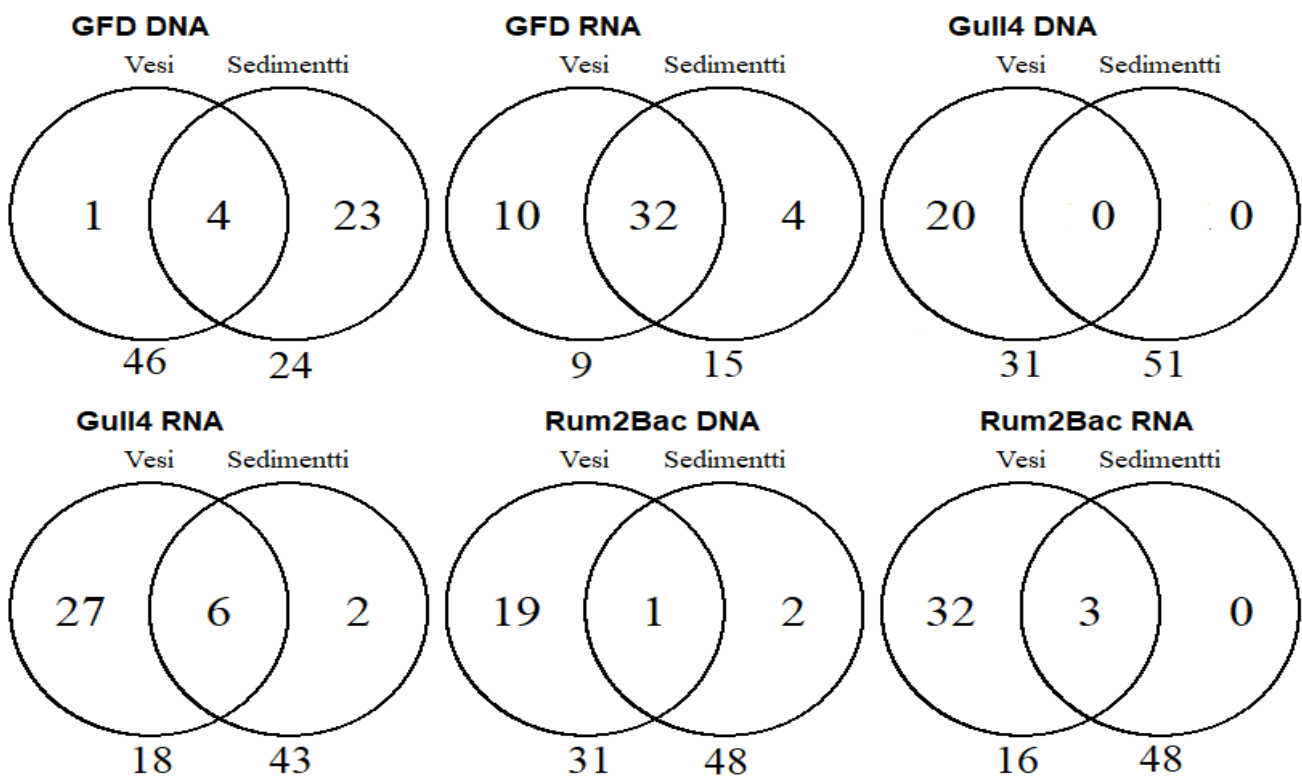 GFD DNA GFD RNA Gull4 DNA
Vesi Sedimentti Vesi Sedimentti Vesi Sedimentti
1 4 23 10 32 4 20 0 0
46 24 9 15 31 51
Gull4 RNA Rum2Bac DNA Rum2Bac RNA
Vesi Sedimentti Vesi Sedimentti Vesi Sedimentti
27 6 2 19 1 2 32 3 0
18 43 31 48 16 48